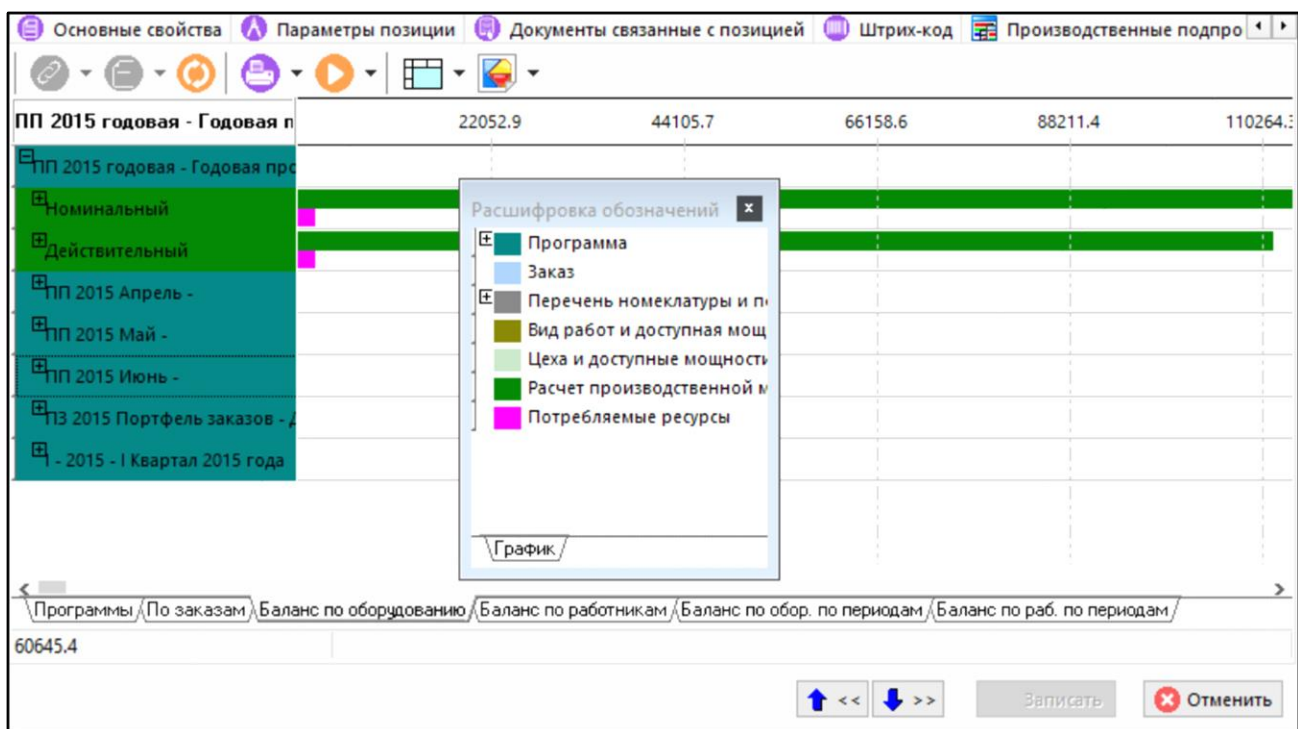 Основные свойства Параметры позиции Документы связанные с позицией Штрих-код Производственные подпро
ПП 2015 годовая - Годовая п 22052.9 44105.7 66158.6 88211.4 110264.3
ПП 2015 годовая - Годовая про
Номинальный
Действительный
ПП 2015 Апрель -
ПП 2015 Май -
ПП 2015 Июнь -
ПЗ 2015 Портфель заказов - Д
I - 2015 - I Квартал 2015 года
Расшифровка обозначений
Программа
Заказ
Перечень номеклатуры и по
Вид работ и доступная мощ
Цеха и доступные мощности
Расчет производственной м
Потребляемые ресурсы
График
Программы По заказам Баланс по оборудованию Баланс по работникам Баланс по обор. по периодам Баланс по раб. по периодам
60645.4
<< >> Записать Отменить